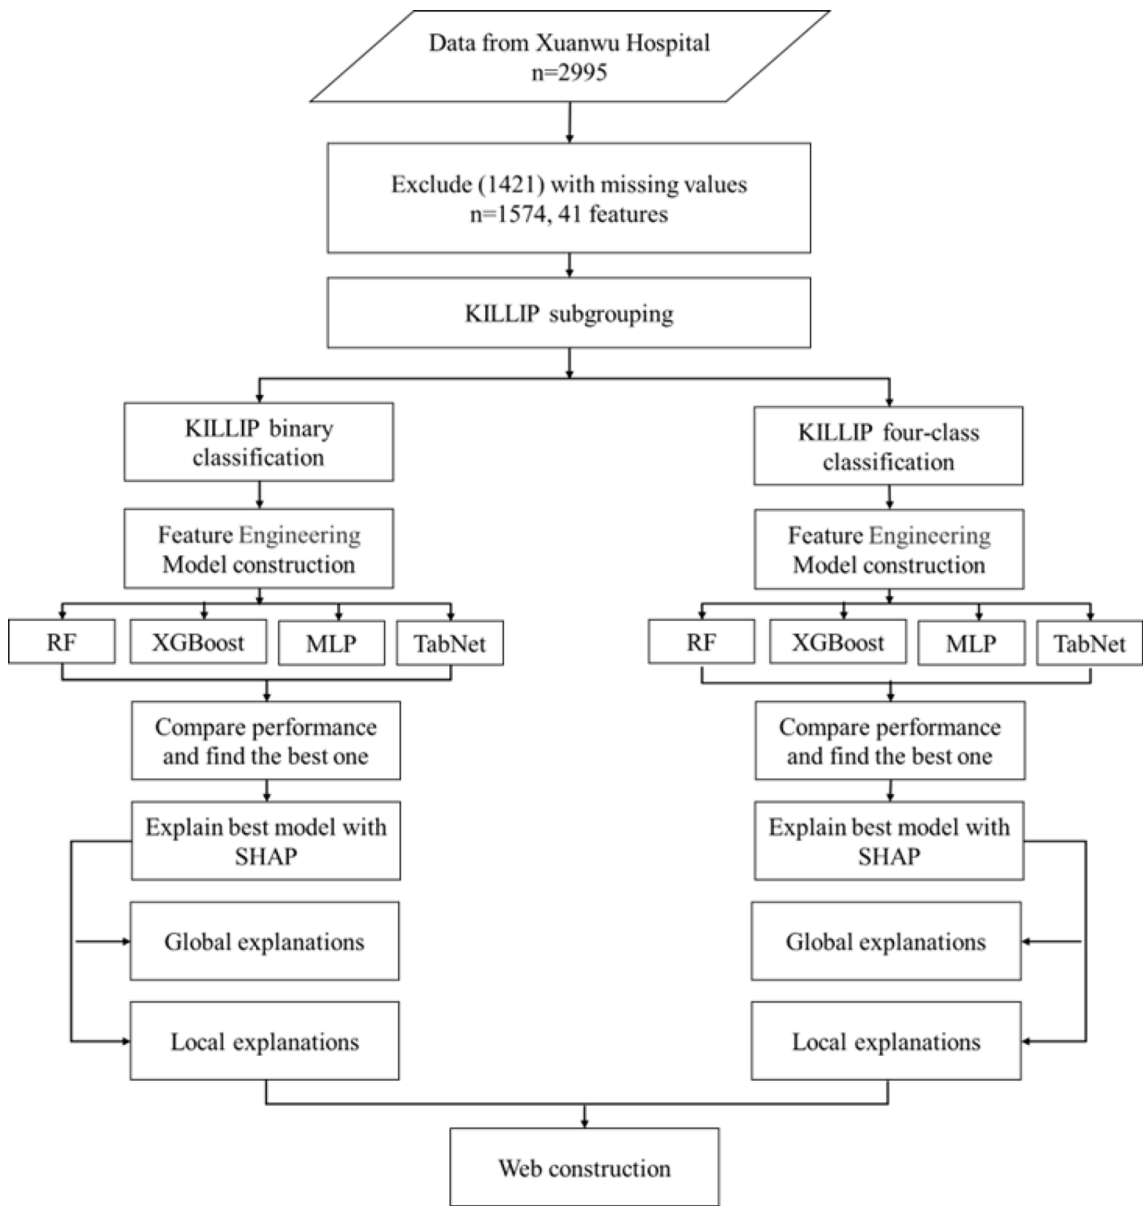 Data from Xuanwu Hospital
n=2995
Exclude (1421) with missing values
n=1574, 41 features
KILLIP subgrouping
KILLIP binary
classification
Feature Engineering
Model construction
RF
XGBoost
MLP
TabNet
Compare performance
and find the best one
Explain best model with
SHAP
Global explanations
Local explanations
KILLIP four-class
classification
Feature Engineering
Model construction
RF
XGBoost
MLP
TabNet
Compare performance
and find the best one
Explain best model with
SHAP
Global explanations
Local explanations
Web construction